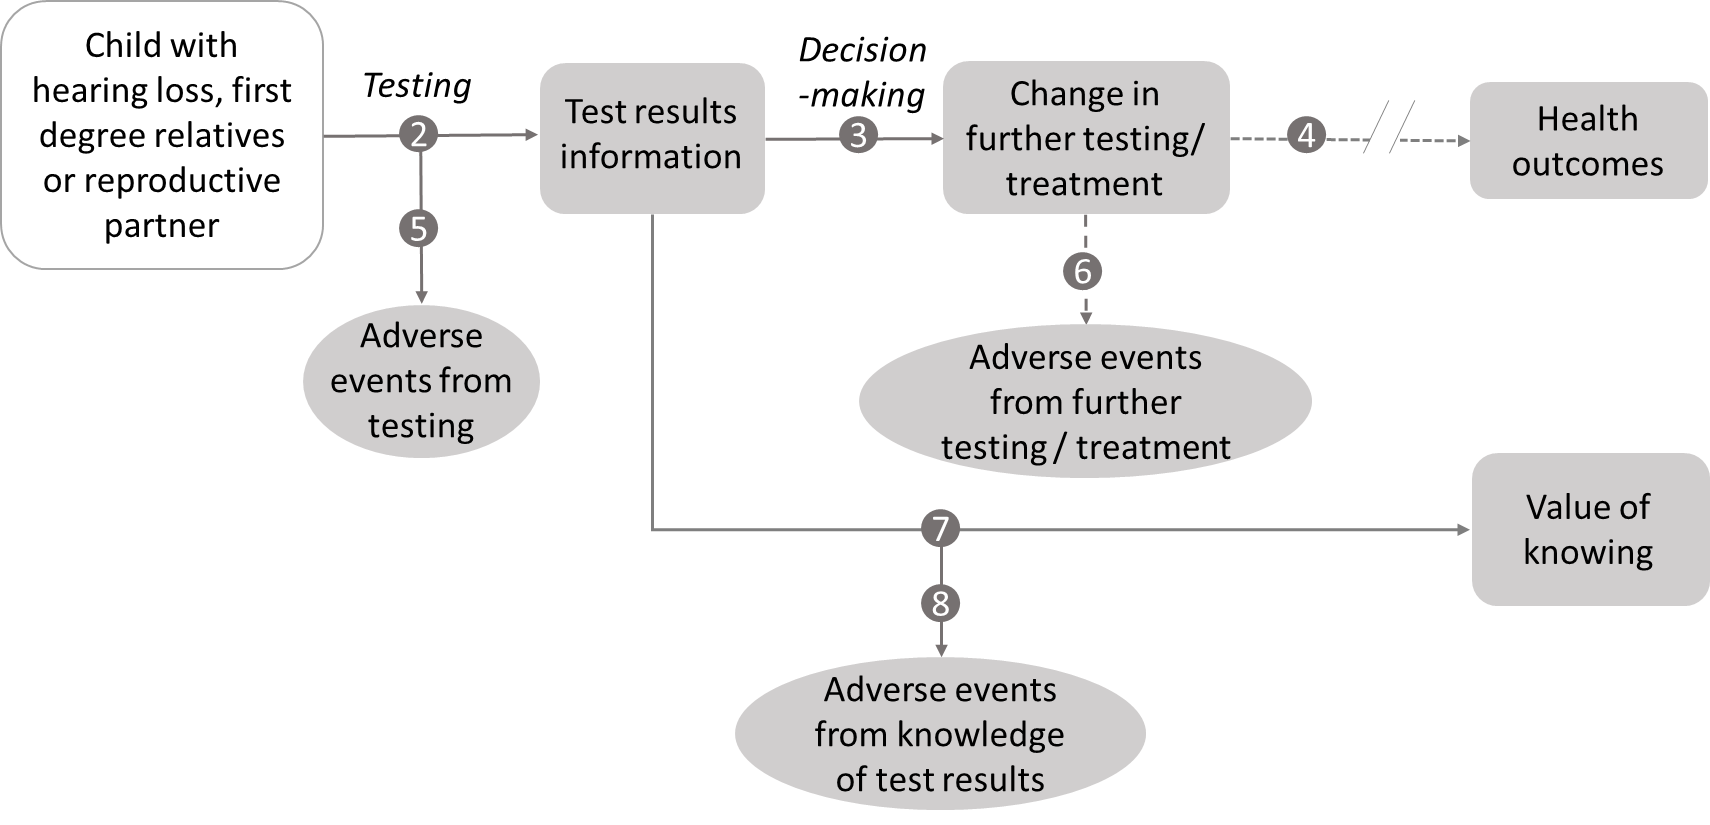 Child with
hearing loss, first
degree relatives
or reproductive
partner
Testing
2
5
Adverse
events from
testing
Test results
information
Decision
-making
3
Change in
further testing/
treatment
4
Health
outcomes
6
Adverse events
from further
testing / treatment
7
Value of
knowing
8
Adverse events
from knowledge
of test results